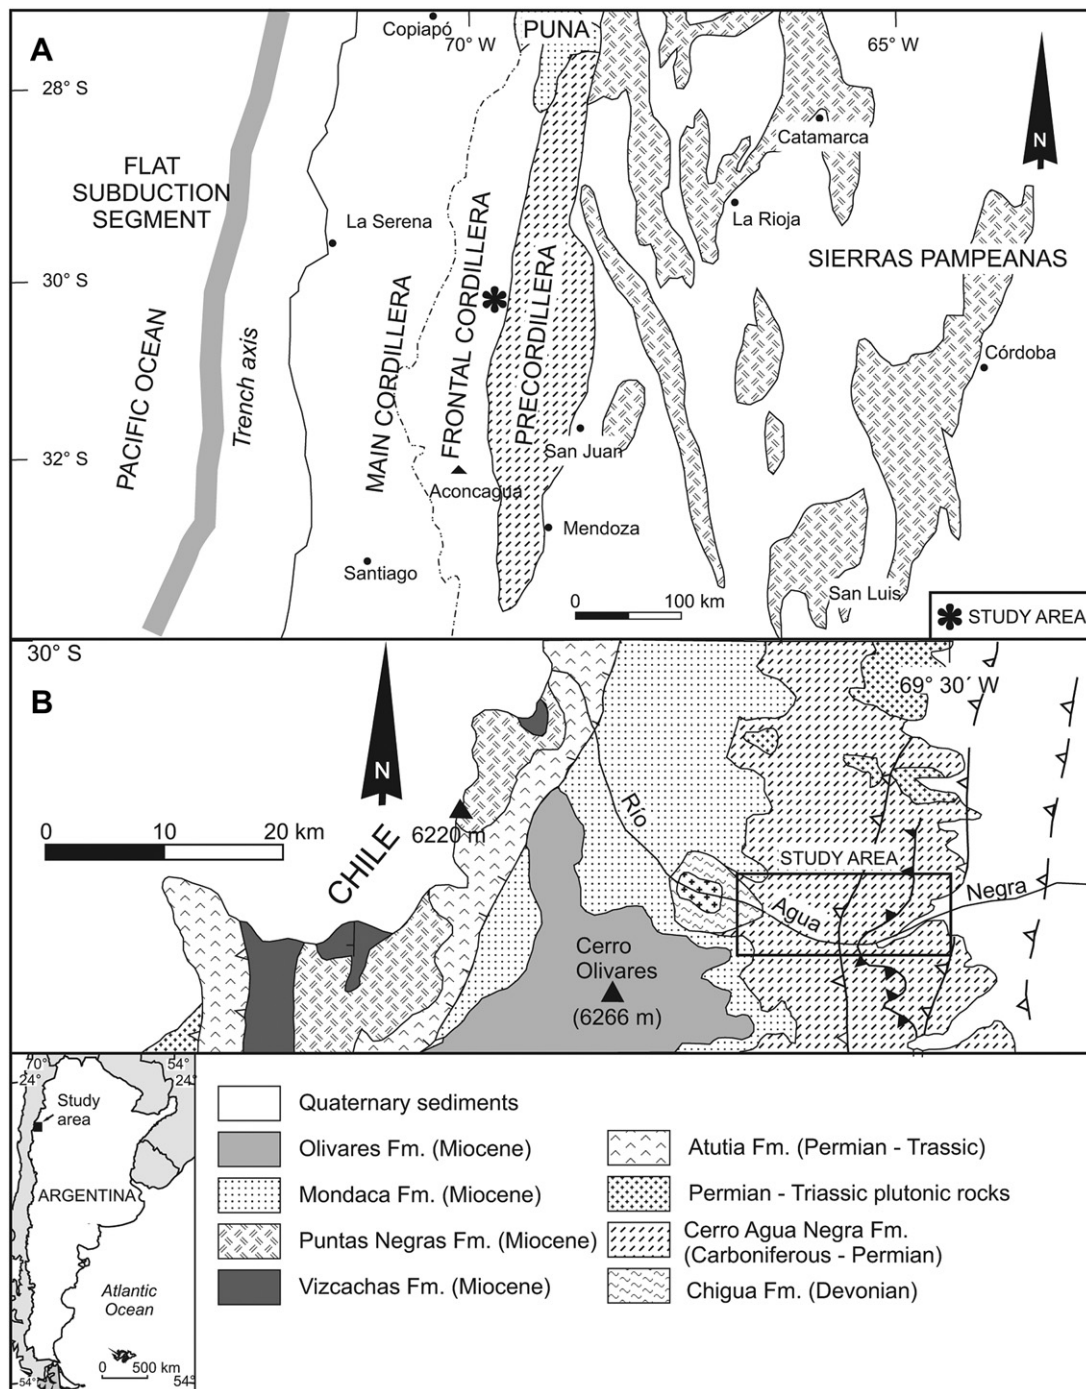 A
Copiapó
70° W
PUNA
65° W
28° S
N
Catamarca
FLAT
SUBDUCTION
SEGMENT
La Serena
La Rioja
SIERRAS PAMPEANAS
30° S
PACIFIC OCEAN
Trench axis
MAIN CORDILLERA
FRONTAL CORDILLERA
PRECORDILLERA
Córdoba
32° S
San Juan
Aconcagua
Mendoza
Santiago
0 100 km
San Luis
STUDY AREA
30° S
69° 30´ W
B
N
0 10 20 km
CHILE
6220 m
Río
STUDY AREA
Agua
Negra
Cerro
Olivares
(6266 m)
70° 54°
24° 24°
Study
area
ARGENTINA
Atlantic
Ocean
0 500 km
54° 54°
Quaternary sediments
Olivares Fm. (Miocene)
Mondaca Fm. (Miocene)
Puntas Negras Fm. (Miocene)
Vizcachas Fm. (Miocene)
Atutia Fm. (Permian - Trassic)
Permian - Triassic plutonic rocks
Cerro Agua Negra Fm.
(Carboniferous - Permian)
Chigua Fm. (Devonian)